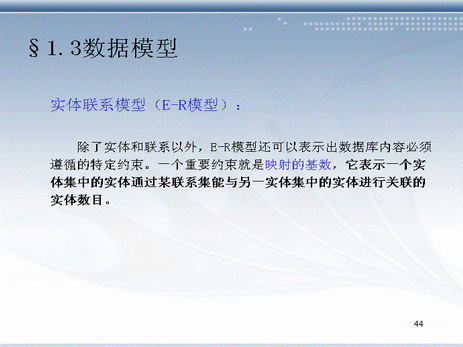 §1.3数据模型
实体联系模型（E-R模型）：
除了实体和联系以外，E-R模型还可以表示出数据库内容必须
遵循的特定约束。一个重要约束就是映射的基数，它表示一个实
体集中的实体通过某联系集能与另一实体集中的实体进行关联的
实体数目。
44